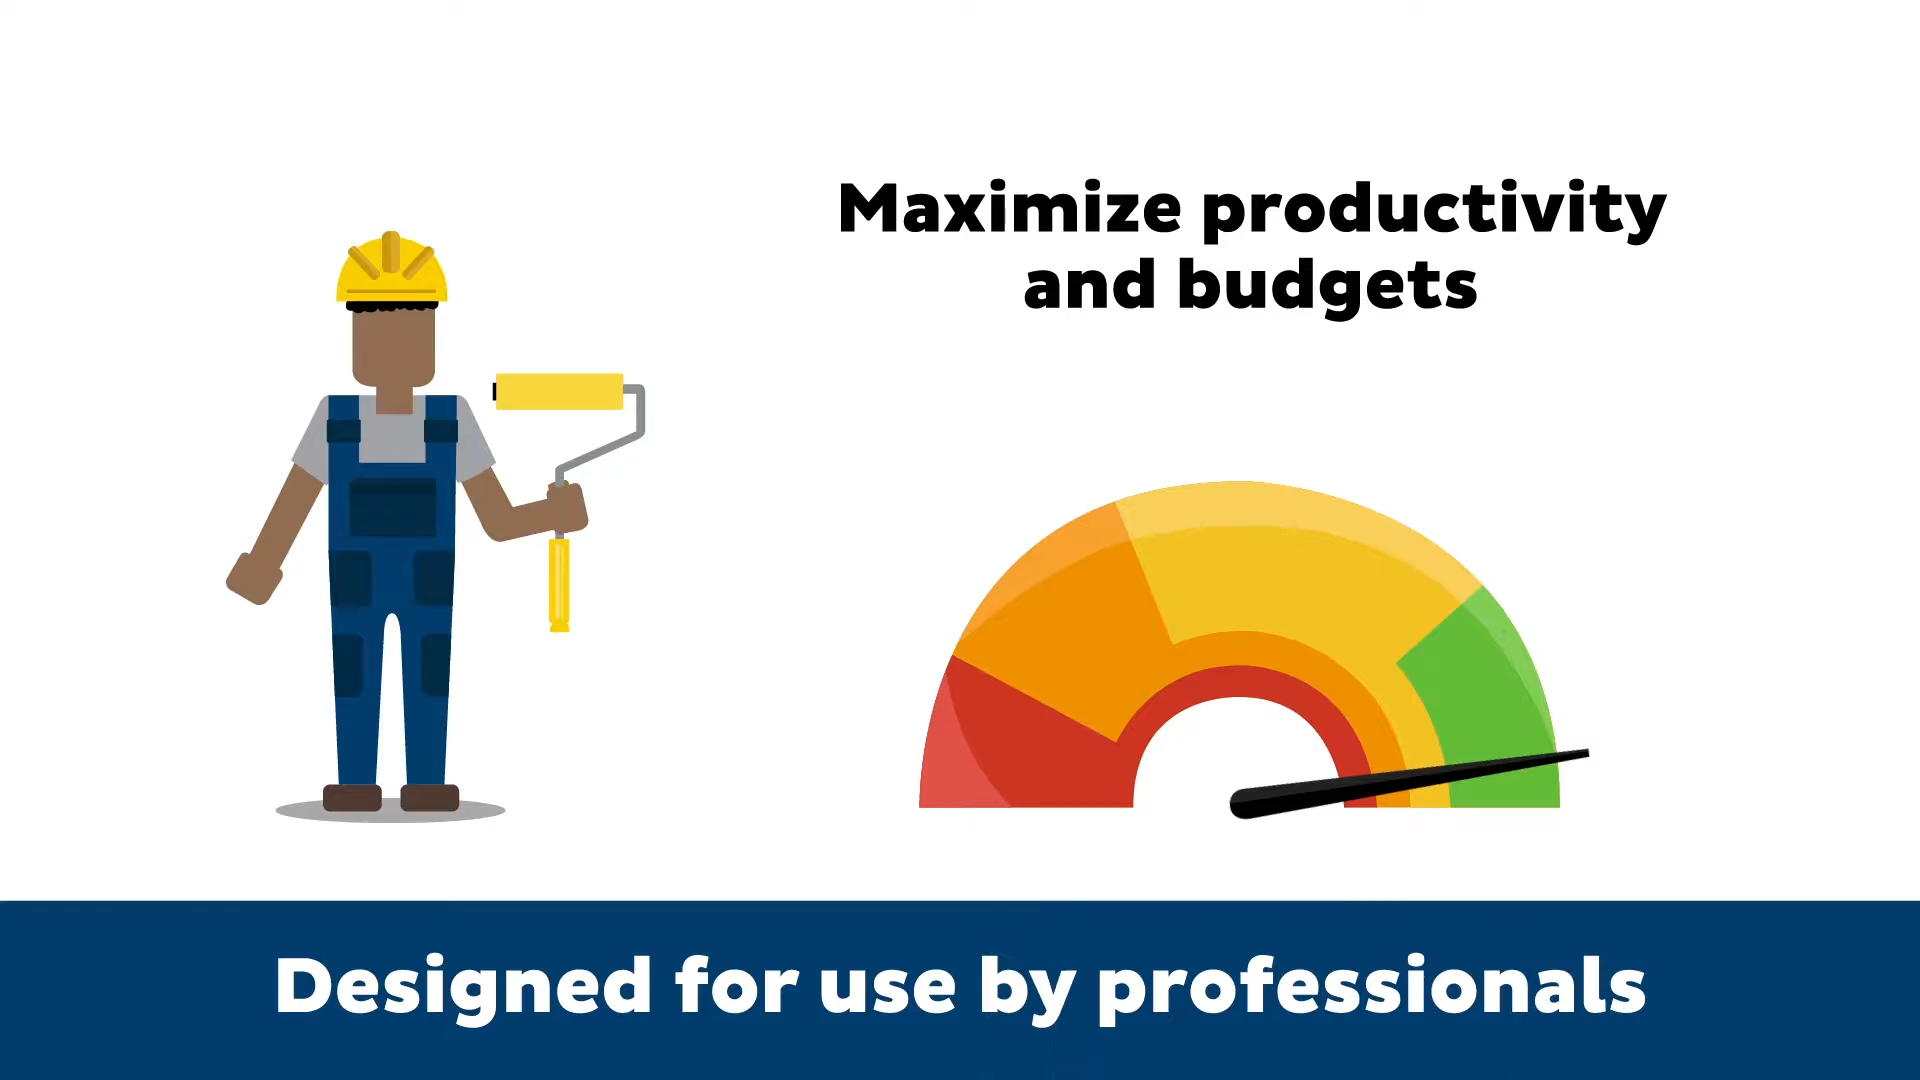 Maximize productivity
and budgets
Designed for use by professionals